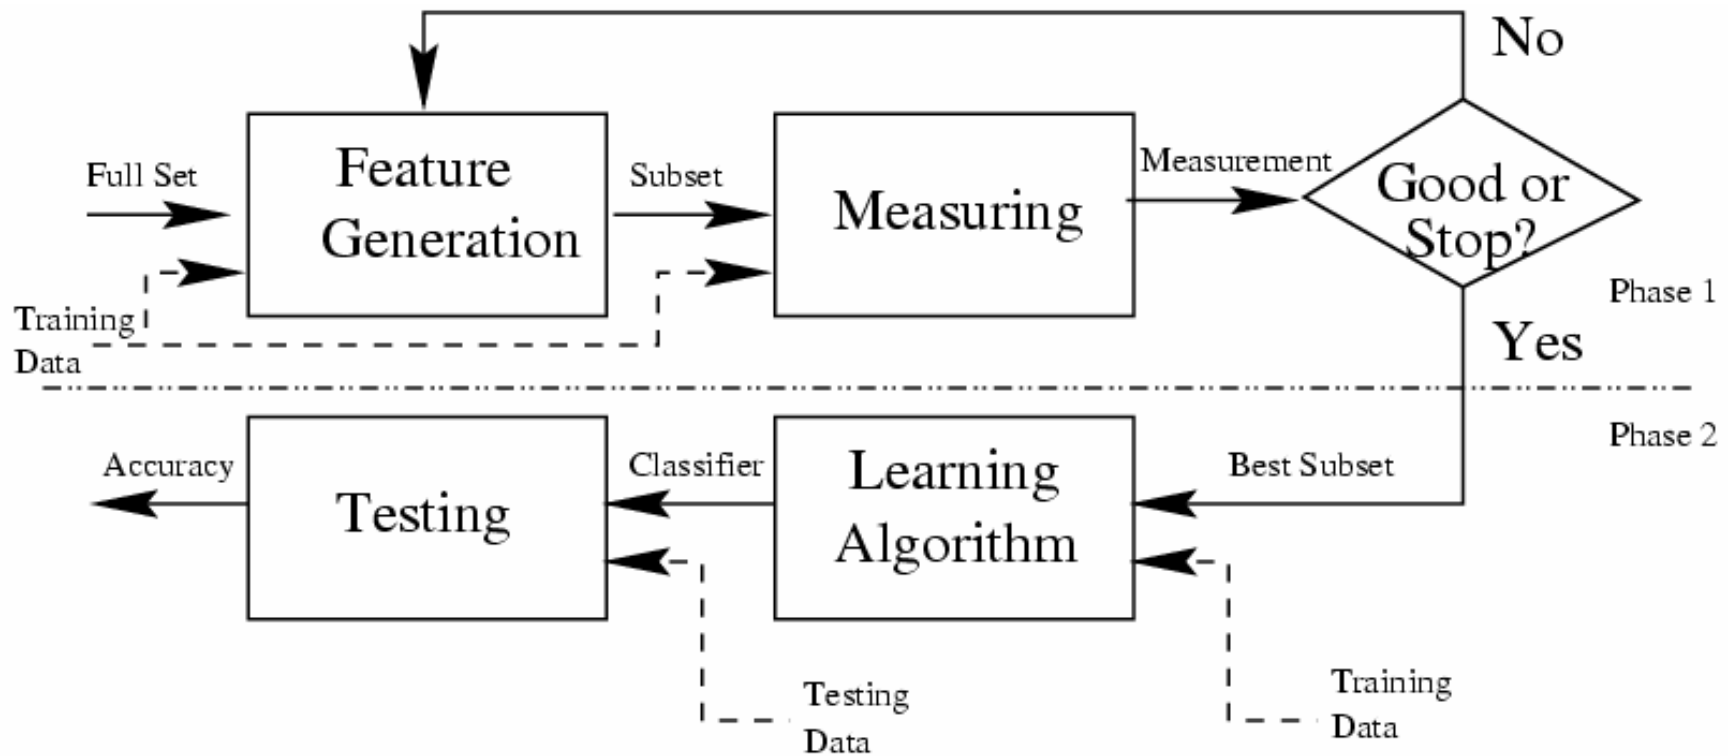 No
Full Set
Feature
Generation
Subset
Measuring
Measurement
Good or
Stop?
Training
Data
Phase 1
Yes
Phase 2
Accuracy
Testing
Classifier
Learning
Algorithm
Best Subset
Testing
Data
Training
Data